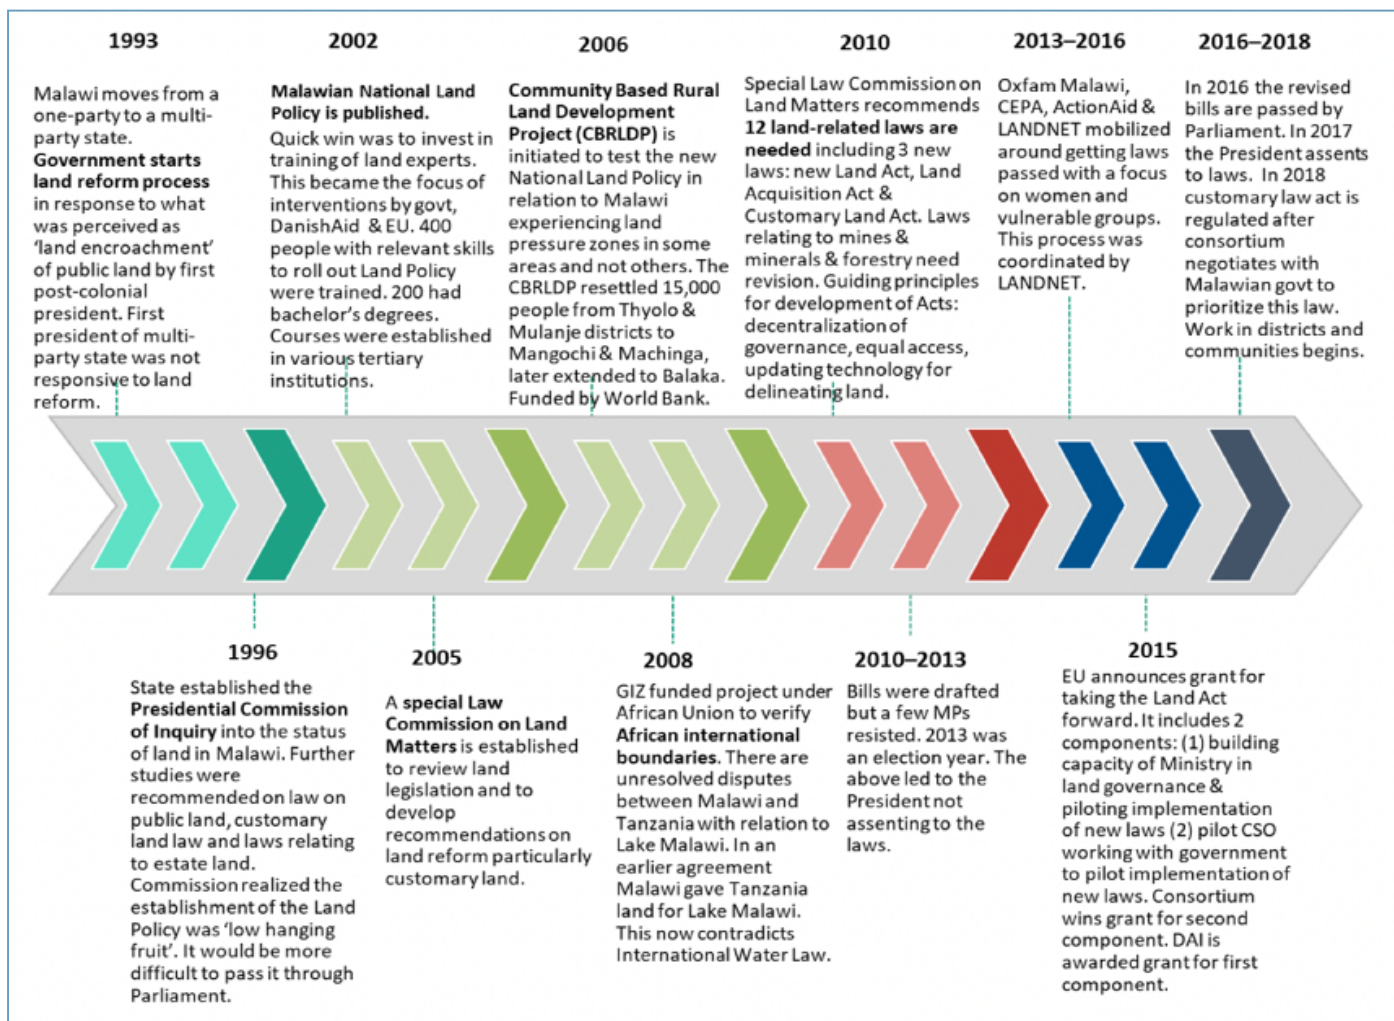 1993
Malawi moves from a
one-party to a multi-
party state.
Government starts
land reform process
in response to what
was perceived as
‘land encroachment’
of public land by first
post-colonial
president. First
president of multi-
party state was not
responsive to land
reform.
2002
Malawian National Land
Policy is published.
Quick win was to invest in
training of land experts.
This became the focus of
interventions by govt,
DanishAid & EU. 400
people with relevant skills
to roll out Land Policy
were trained. 200 had
bachelor’s degrees.
Courses were established
in various tertiary
institutions.
2006
Community Based Rural
Land Development
Project (CBRLDP) is
initiated to test the new
National Land Policy in
relation to Malawi
experiencing land
pressure zones in some
areas and not others. The
CBRLDP resettled 15,000
people from Thyolo &
Mulanje districts to
Mangochi & Machinga,
later extended to Balaka.
Funded by World Bank.
2010
Special Law Commission on
Land Matters recommends
12 land-related laws are
needed including 3 new
laws: new Land Act, Land
Acquisition Act &
Customary Land Act. Laws
relating to mines &
minerals & forestry need
revision. Guiding principles
for development of Acts:
decentralization of
governance, equal access,
updating technology for
delineating land.
2013–2016
Oxfam Malawi,
CEPA, ActionAid &
LANDNET mobilized
around getting laws
passed with a focus
on women and
vulnerable groups.
This process was
coordinated by
LANDNET.
2016–2018
In 2016 the revised
bills are passed by
Parliament. In 2017
the President assents
to laws. In 2018
customary law act is
regulated after
consortium
negotiates with
Malawian govt to
prioritize this law.
Work in districts and
communities begins.
1996
State established the
Presidential Commission
of Inquiry into the status
of land in Malawi. Further
studies were
recommended on law on
public land, customary
land law and laws relating
to estate land.
Commission realized the
establishment of the Land
Policy was ‘low hanging
fruit’. It would be more
difficult to pass it through
Parliament.
2005
A special Law
Commission on Land
Matters is established
to review land
legislation and to
develop
recommendations on
land reform particularly
customary land.
2008
GIZ funded project under
African Union to verify
African international
boundaries. There are
unresolved disputes
between Malawi and
Tanzania with relation to
Lake Malawi. In an
earlier agreement
Malawi gave Tanzania
land for Lake Malawi.
This now contradicts
International Water Law.
2010–2013
Bills were drafted
but a few MPs
resisted. 2013 was
an election year. The
above led to the
President not
assenting to the
laws.
2015
EU announces grant for
taking the Land Act
forward. It includes 2
components: (1) building
capacity of Ministry in
land governance &
piloting implementation
of new laws (2) pilot CSO
working with government
to pilot implementation of
new laws. Consortium
wins grant for second
component. DAI is
awarded grant for first
component.